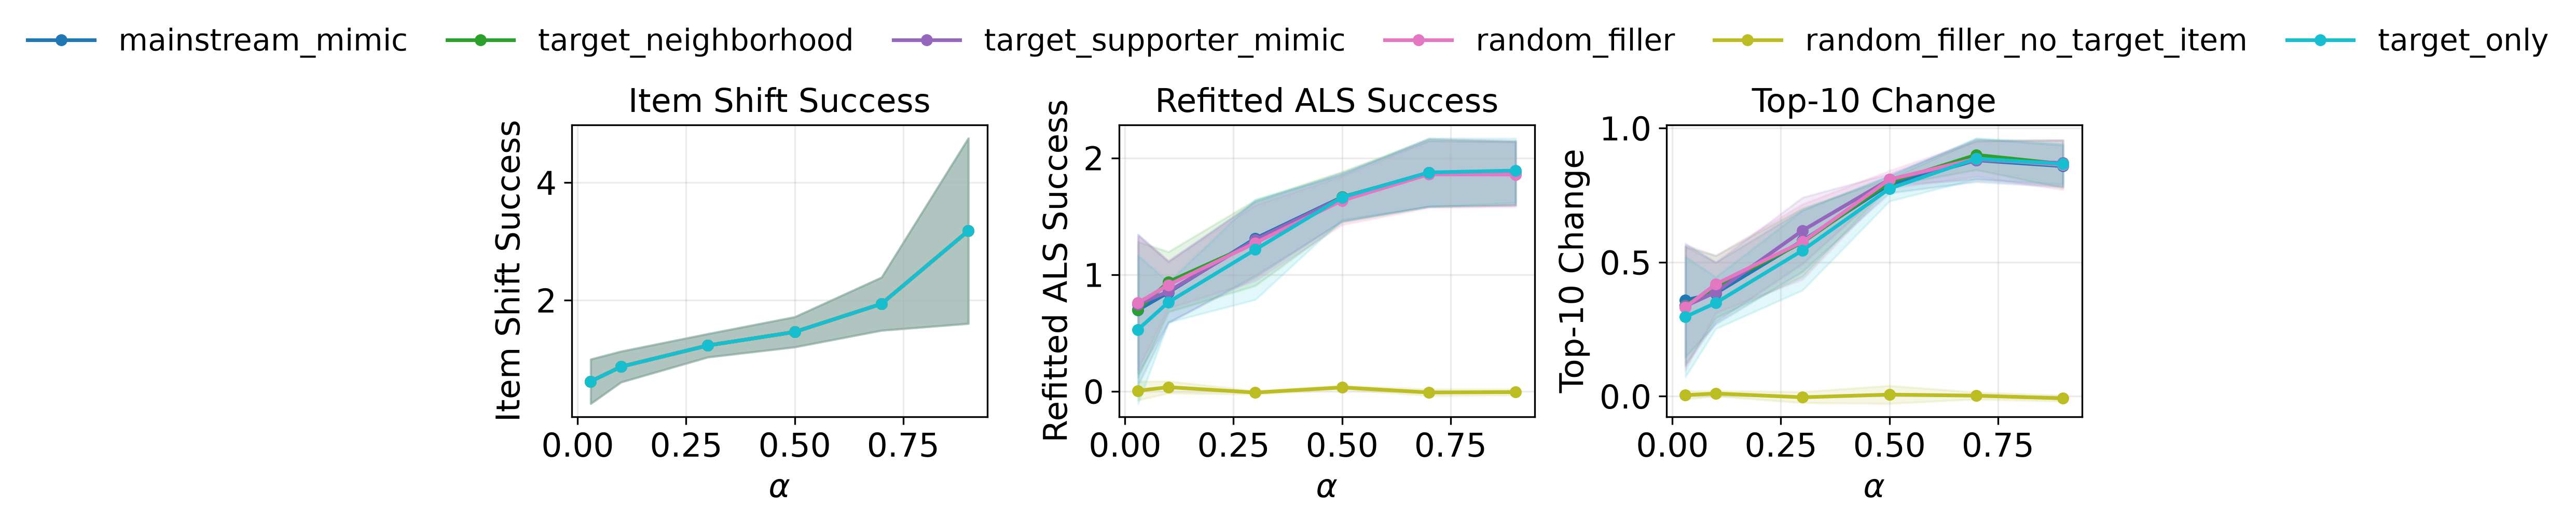 mainstream_mimic target_neighborhood target_supporter_mimic random_filler random_filler_no_target_item target_only
Item Shift Success
Item Shift Success
4
2
0.00 0.25 0.50 0.75
α
Refitted ALS Success
Refitted ALS Success
2
1
0
0.00 0.25 0.50 0.75
α
Top-10 Change
Top-10 Change
1.0
0.5
0.0
0.00 0.25 0.50 0.75
α